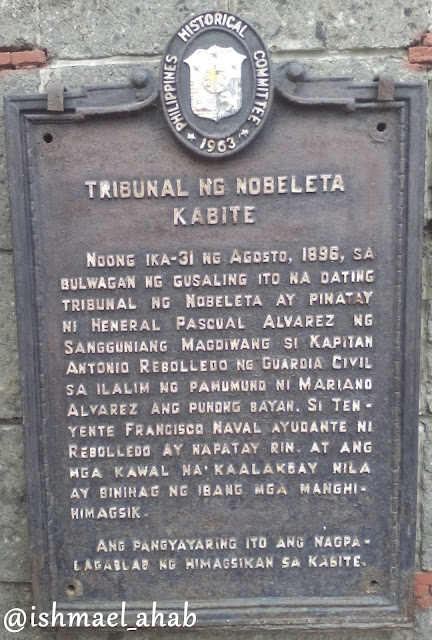 PHILIPPINES HISTORICAL COMMITTEE
1963
TRIBUNAL NG NOBELETA
KABITE
NOONG IKA-31 NG AGOSTO, 1896, SA
BULWAGAN NG GUSALING ITO NA DATING
TRIBUNAL NG NOBELETA AY PINATAY
NI HENERAL PASCUAL ALVAREZ NG
SANGGUNIANG MAGDIWANG SI KAPITAN
ANTONIO REBOLLEDO NG GUARDIA CIVIL
SA ILALIM NG PAMUMUNO NI MARIANO
ALVAREZ ANG PUNONG BAYAN. SI TEN-
YENTE FRANCISCO NAVAL AYUDANTE NI
REBOLLEDO AY NAPATAY RIN. AT ANG
MGA KAWAL NA'KAALAKBAY NILA
AY BINIHAG NG IBANG MGA MANGHI-
HIMAGSIK.
ANG PANGYAYARING ITO ANG NAGPA-
LAGABLAB NG HIMAGSIKAN SA KABITE.
@ishmael_ahab